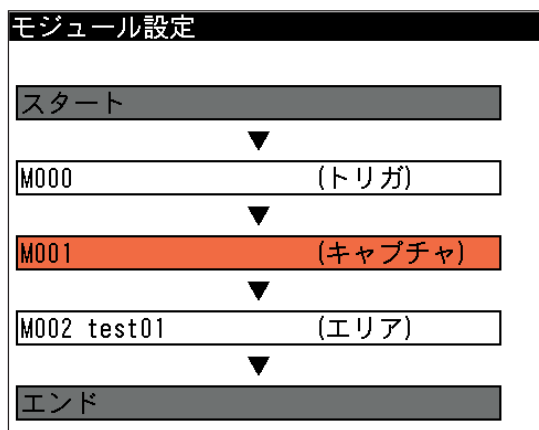 モジュール設定
スタート
▼
M000 (トリガ)
▼
M001 (キャプチャ)
▼
M002 test01 (エリア)
▼
エンド